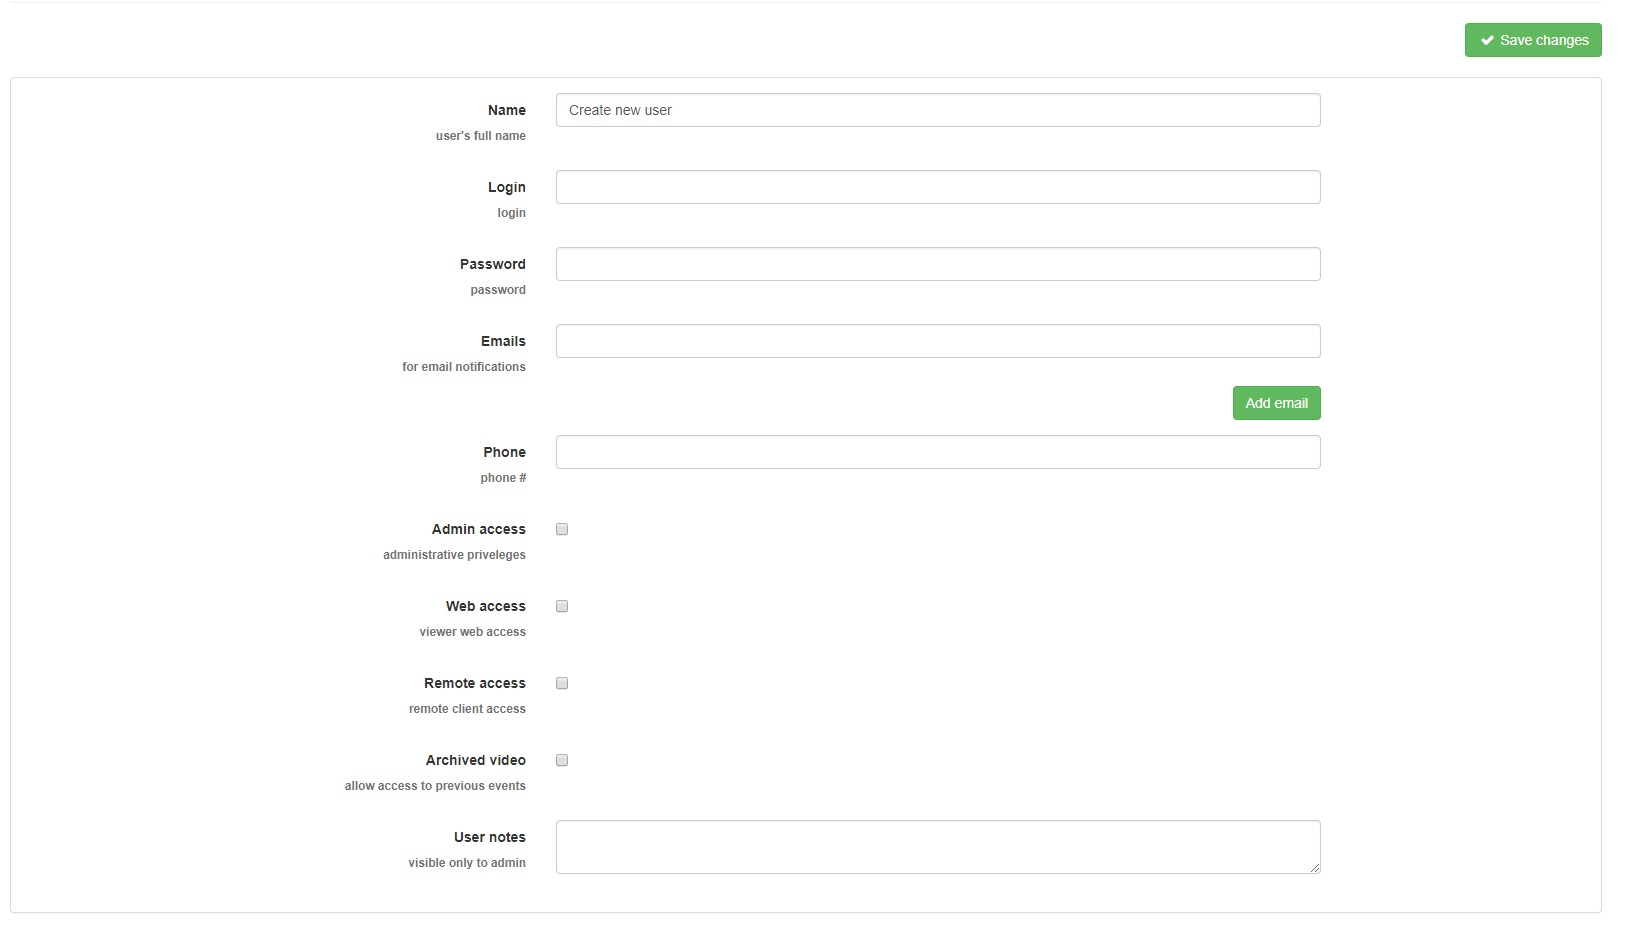 Save changes
Name
Create new user
user's full name
Login
login
Password
password
Emails
for email notifications
Add email
Phone
phone #
Admin access
administrative priveleges
Web access
viewer web access
Remote access
remote client access
Archived video
allow access to previous events
User notes
visible only to admin